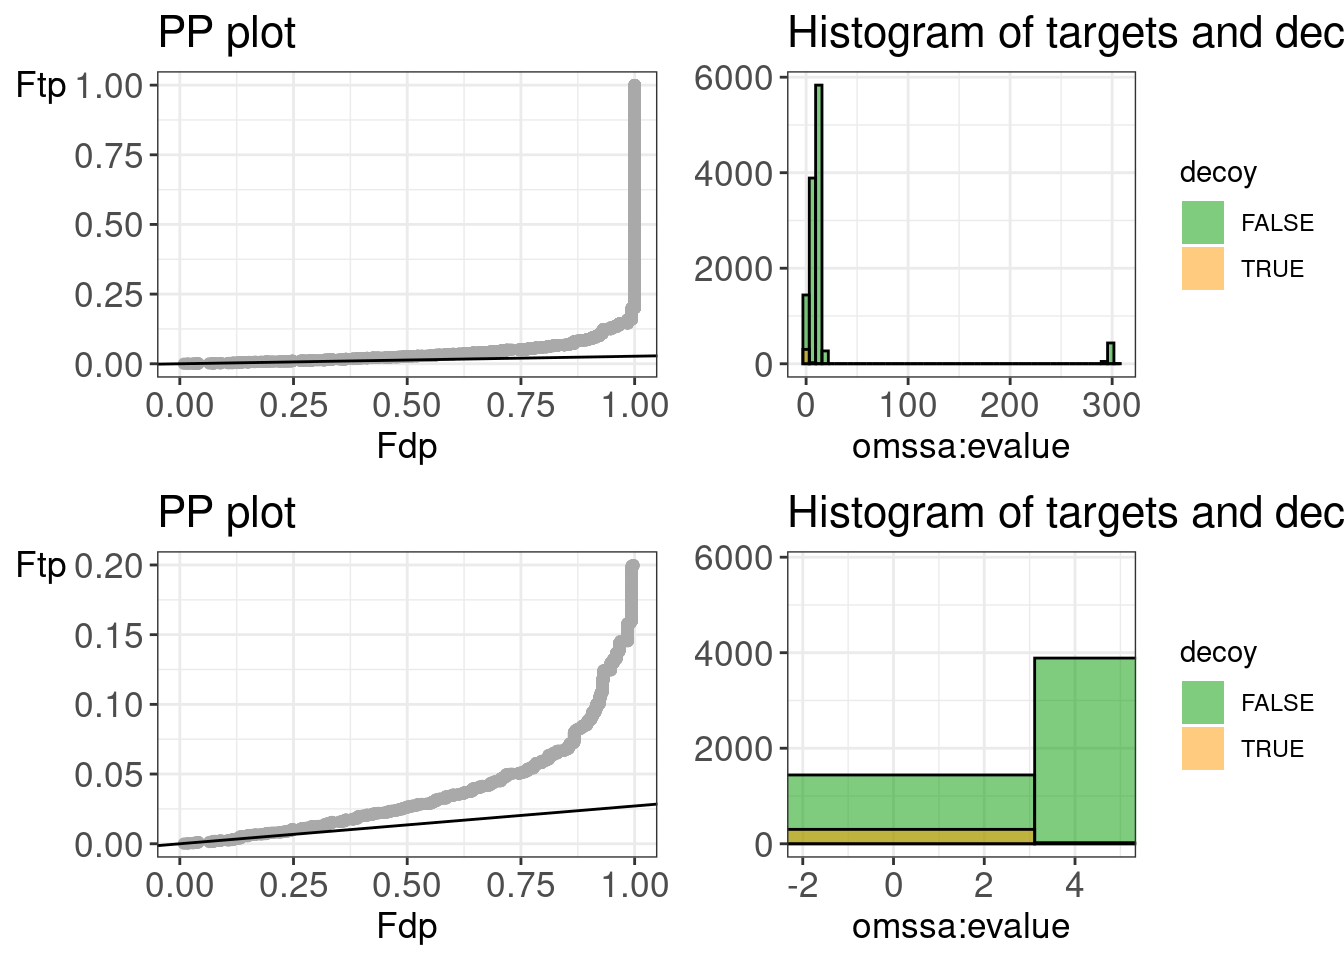 PP plot
Ftp
1.00
0.75
0.50
0.25
0.00
0.00 0.25 0.50 0.75 1.00
Fdp
Histogram of targets and dec
6000
4000
2000
0
0 100 200 300
omssa:evalue
decoy
FALSE
TRUE
PP plot
Ftp
0.20
0.15
0.10
0.05
0.00
0.00 0.25 0.50 0.75 1.00
Fdp
Histogram of targets and dec
6000
4000
2000
0
-2 0 2 4
omssa:evalue
decoy
FALSE
TRUE